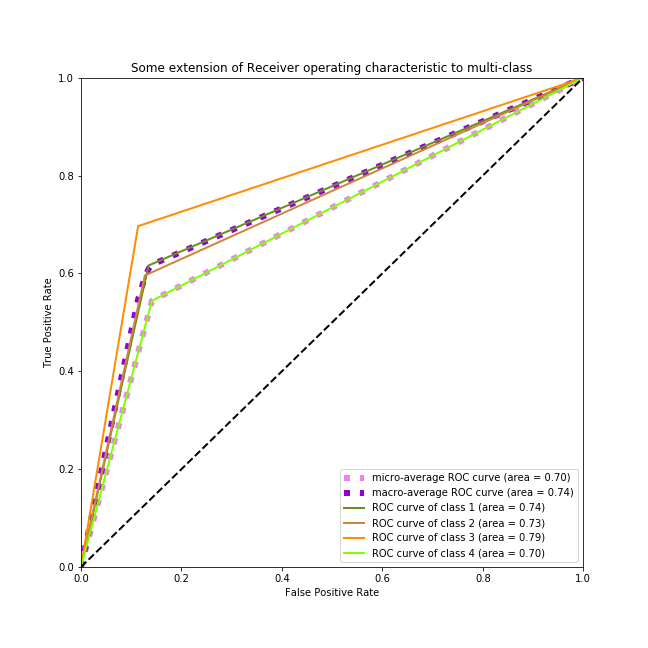 Some extension of Receiver operating characteristic to multi-class
1.0
0.8
0.6
0.4
0.2
0.0
True Positive Rate
micro-average ROC curve (area = 0.70)
macro-average ROC curve (area = 0.74)
ROC curve of class 1 (area = 0.74)
ROC curve of class 2 (area = 0.73)
ROC curve of class 3 (area = 0.79)
ROC curve of class 4 (area = 0.70)
0.0 0.2 0.4 0.6 0.8 1.0
False Positive Rate